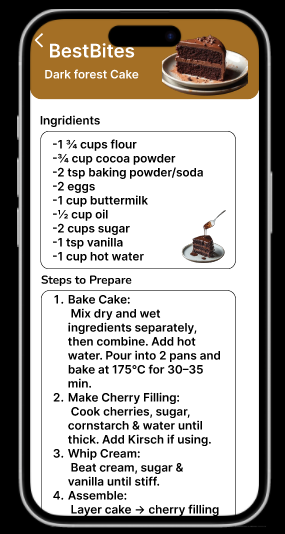 BestBites
Dark forest Cake
Ingridients
-1 ¾ cups flour
-¾ cup cocoa powder
-2 tsp baking powder/soda
-2 eggs
-1 cup buttermilk
-½ cup oil
-2 cups sugar
-1 tsp vanilla
-1 cup hot water
Steps to Prepare
1. Bake Cake:
Mix dry and wet
ingredients separately,
then combine. Add hot
water. Pour into 2 pans and
bake at 175°C for 30–35
min.
2. Make Cherry Filling:
Cook cherries, sugar,
cornstarch & water until
thick. Add Kirsch if using.
3. Whip Cream:
Beat cream, sugar &
vanilla until stiff.
4. Assemble:
Layer cake → cherry filling